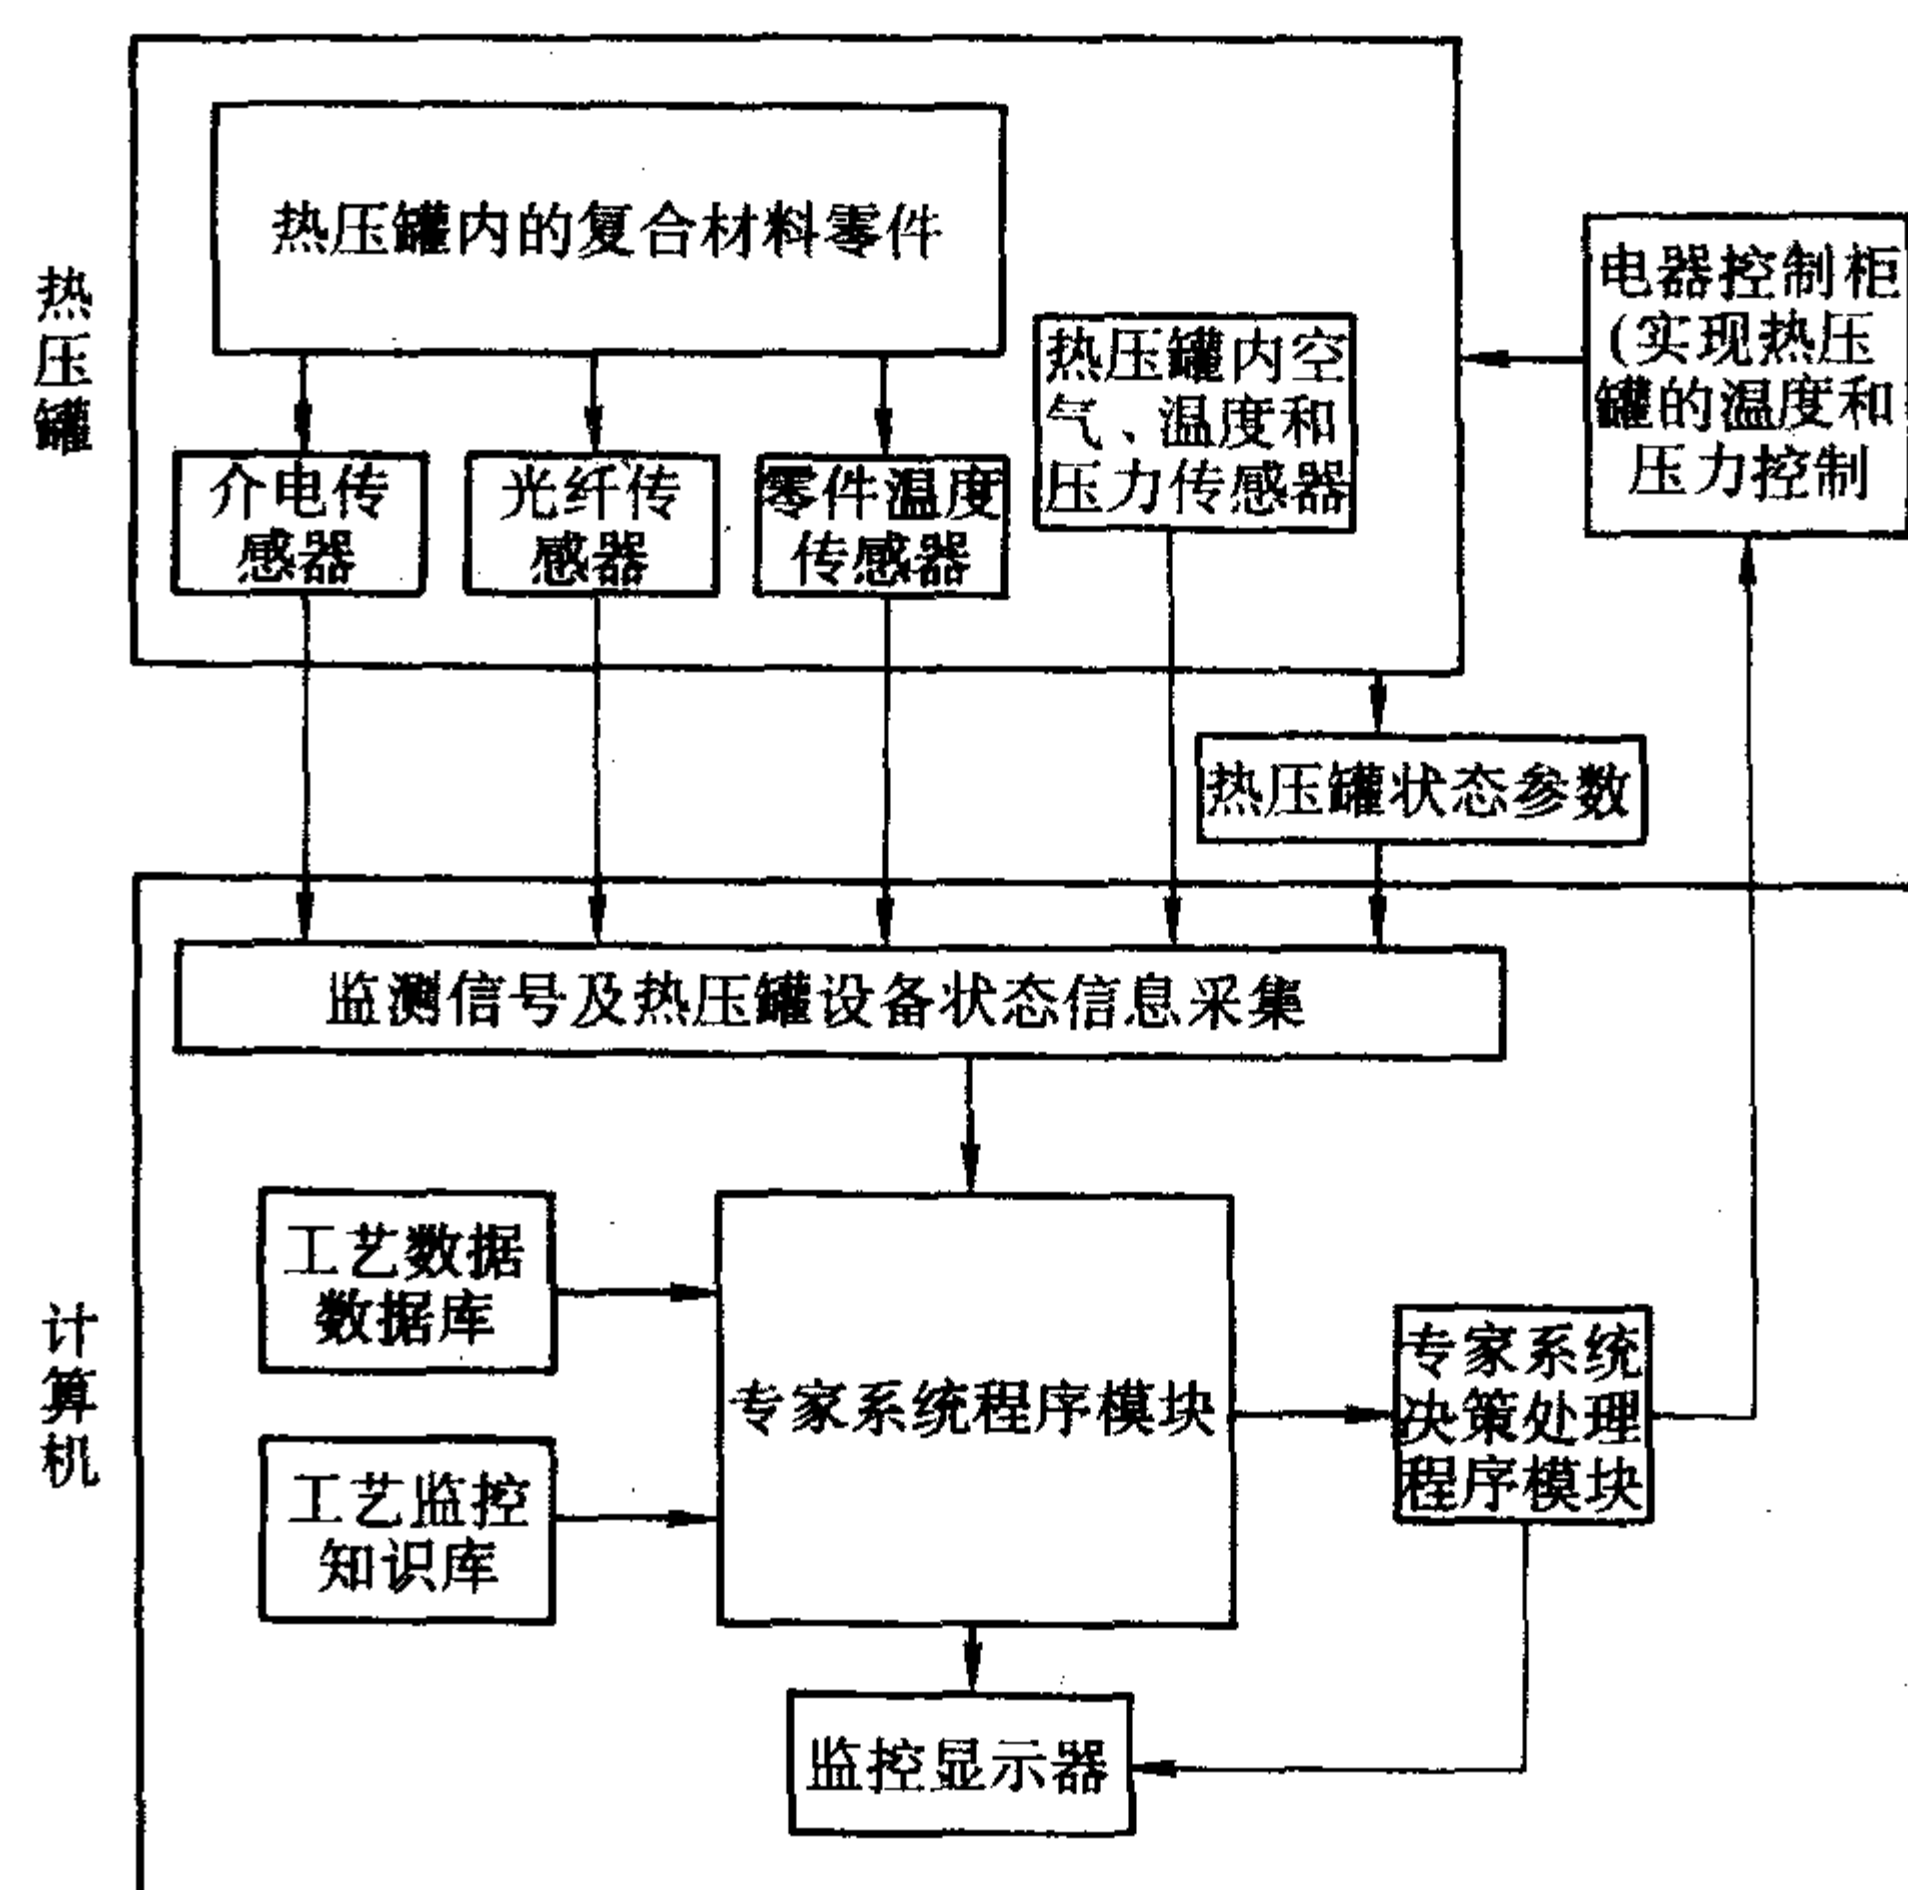 热压罐
热压罐内的复合材料零件
介电传
感器
光纤传
感器
零件温度
传感器
热压罐内空
气、温度和
压力传感器
电器控制柜
(实现热压
罐的温度和
压力控制
热压罐状态参数
计算机
监测信号及热压罐设备状态信息采集
工艺数据
数据库
工艺监控
知识库
专家系统程序模块
专家系统
决策处理
程序模块
监控显示器